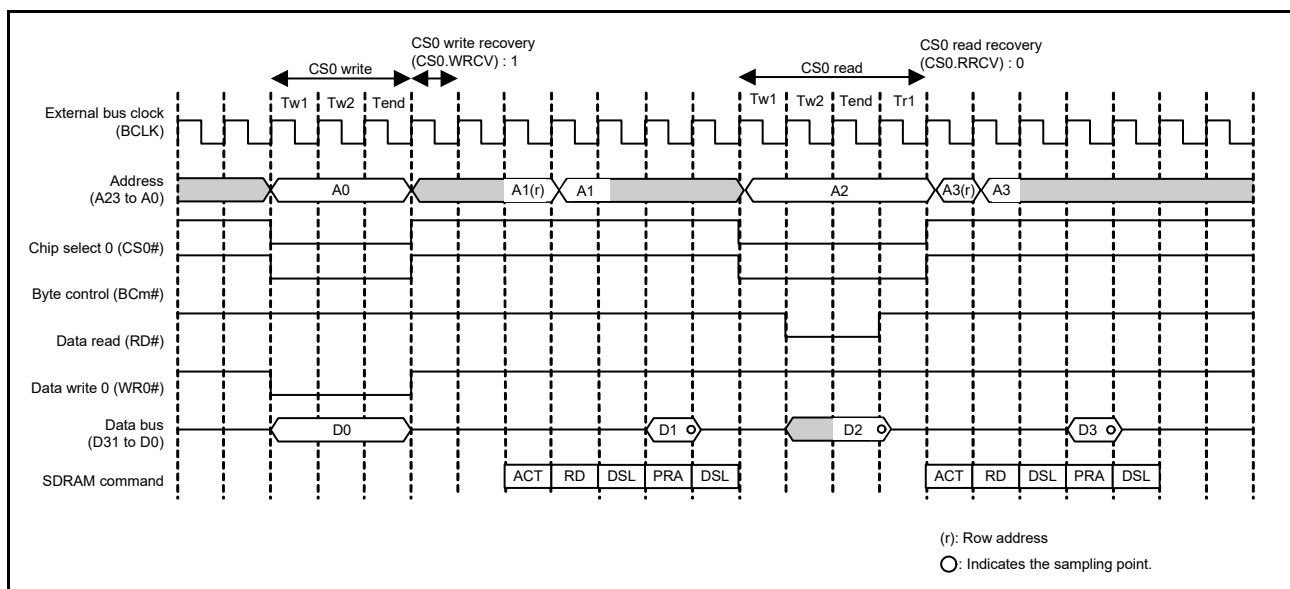 CS0 write recovery
(CS0.WRCV) : 1
CS0 read recovery
(CS0.RRCV) : 0
CS0 write
CS0 read
Tw1 Tw2 Tend Tw1 Tw2 Tend Tr1
External bus clock
(BCLK)
Address
(A23 to A0)
A0 A1(r) A1 A2 A3(r) A3
Chip select 0 (CS0#)
Byte control (BCm#)
Data read (RD#)
Data write 0 (WR0#)
Data bus
(D31 to D0)
D0 D1 D2 D3
SDRAM command
ACT RD DSL PRA DSL ACT RD DSL PRA DSL
(r): Row address
: Indicates the sampling point.